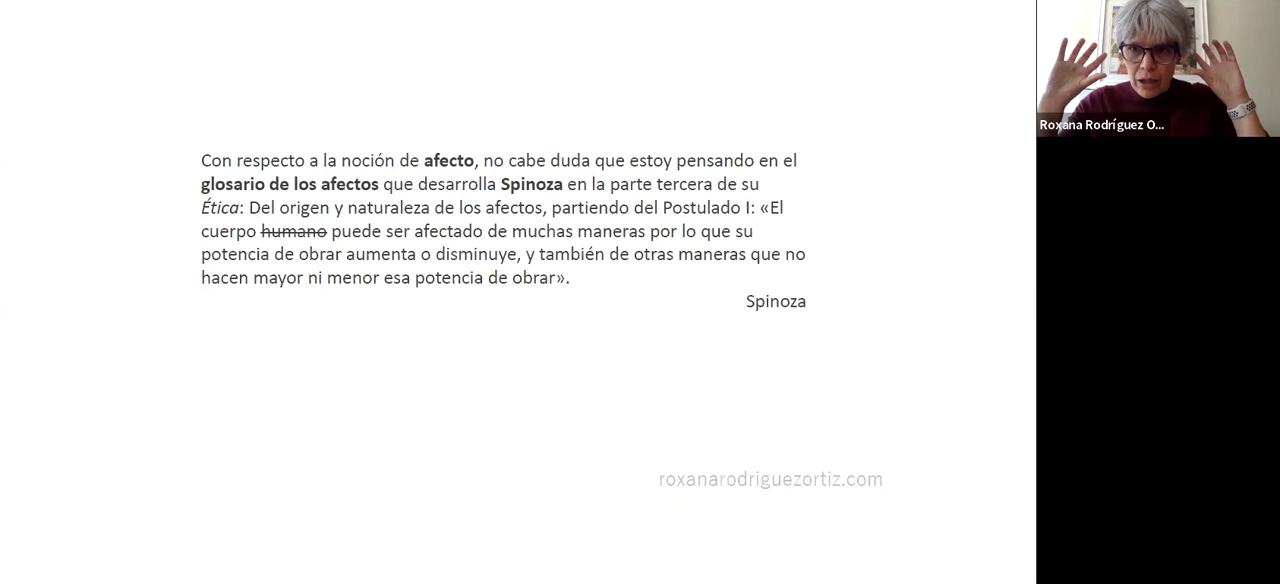 Con respecto a la noción de afecto, no cabe duda que estoy pensando en el
glosario de los afectos que desarrolla Spinoza en la parte tercera de su
Ética: Del origen y naturaleza de los afectos, partiendo del Postulado I: «El
cuerpo humano puede ser afectado de muchas maneras por lo que su
potencia de obrar aumenta o disminuye, y también de otras maneras que no
hacen mayor ni menor esa potencia de obrar».
Spinoza
roxanarodriguezortiz.com
Roxana Rodríguez O...